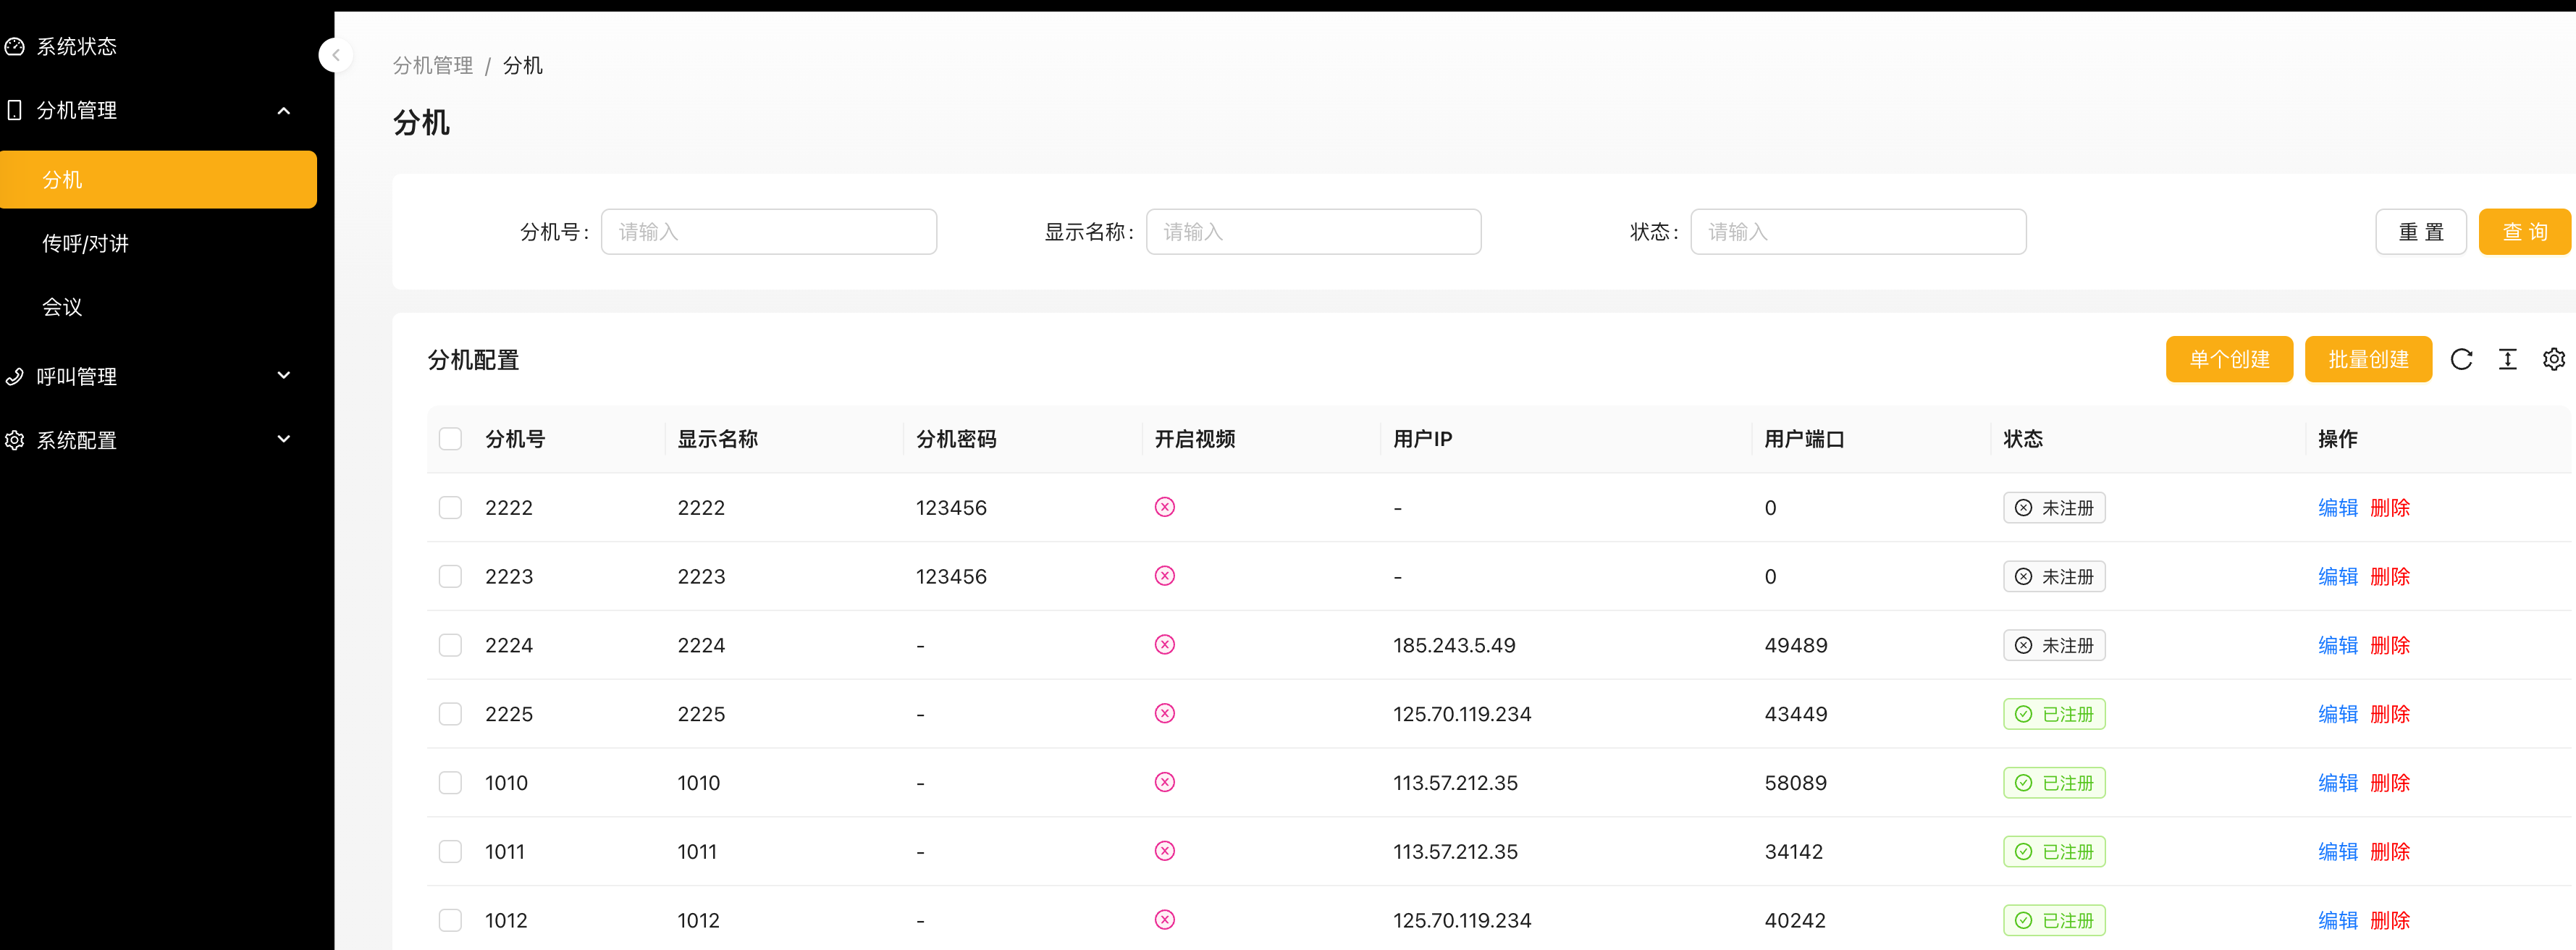 系统状态
分机管理
分机
传呼/对讲
会议
呼叫管理
系统配置
分机管理 / 分机
分机
分机号: 请输入 显示名称: 请输入 状态: 请输入 重 置 查 询
分机配置 单个创建 批量创建
分机号 显示名称 分机密码 开启视频 用户IP 用户端口 状态 操作
2222 2222 123456 - 0 未注册 编辑 删除
2223 2223 123456 - 0 未注册 编辑 删除
2224 2224 - 185.243.5.49 49489 未注册 编辑 删除
2225 2225 - 125.70.119.234 43449 已注册 编辑 删除
1010 1010 - 113.57.212.35 58089 已注册 编辑 删除
1011 1011 - 113.57.212.35 34142 已注册 编辑 删除
1012 1012 - 125.70.119.234 40242 已注册 编辑 删除